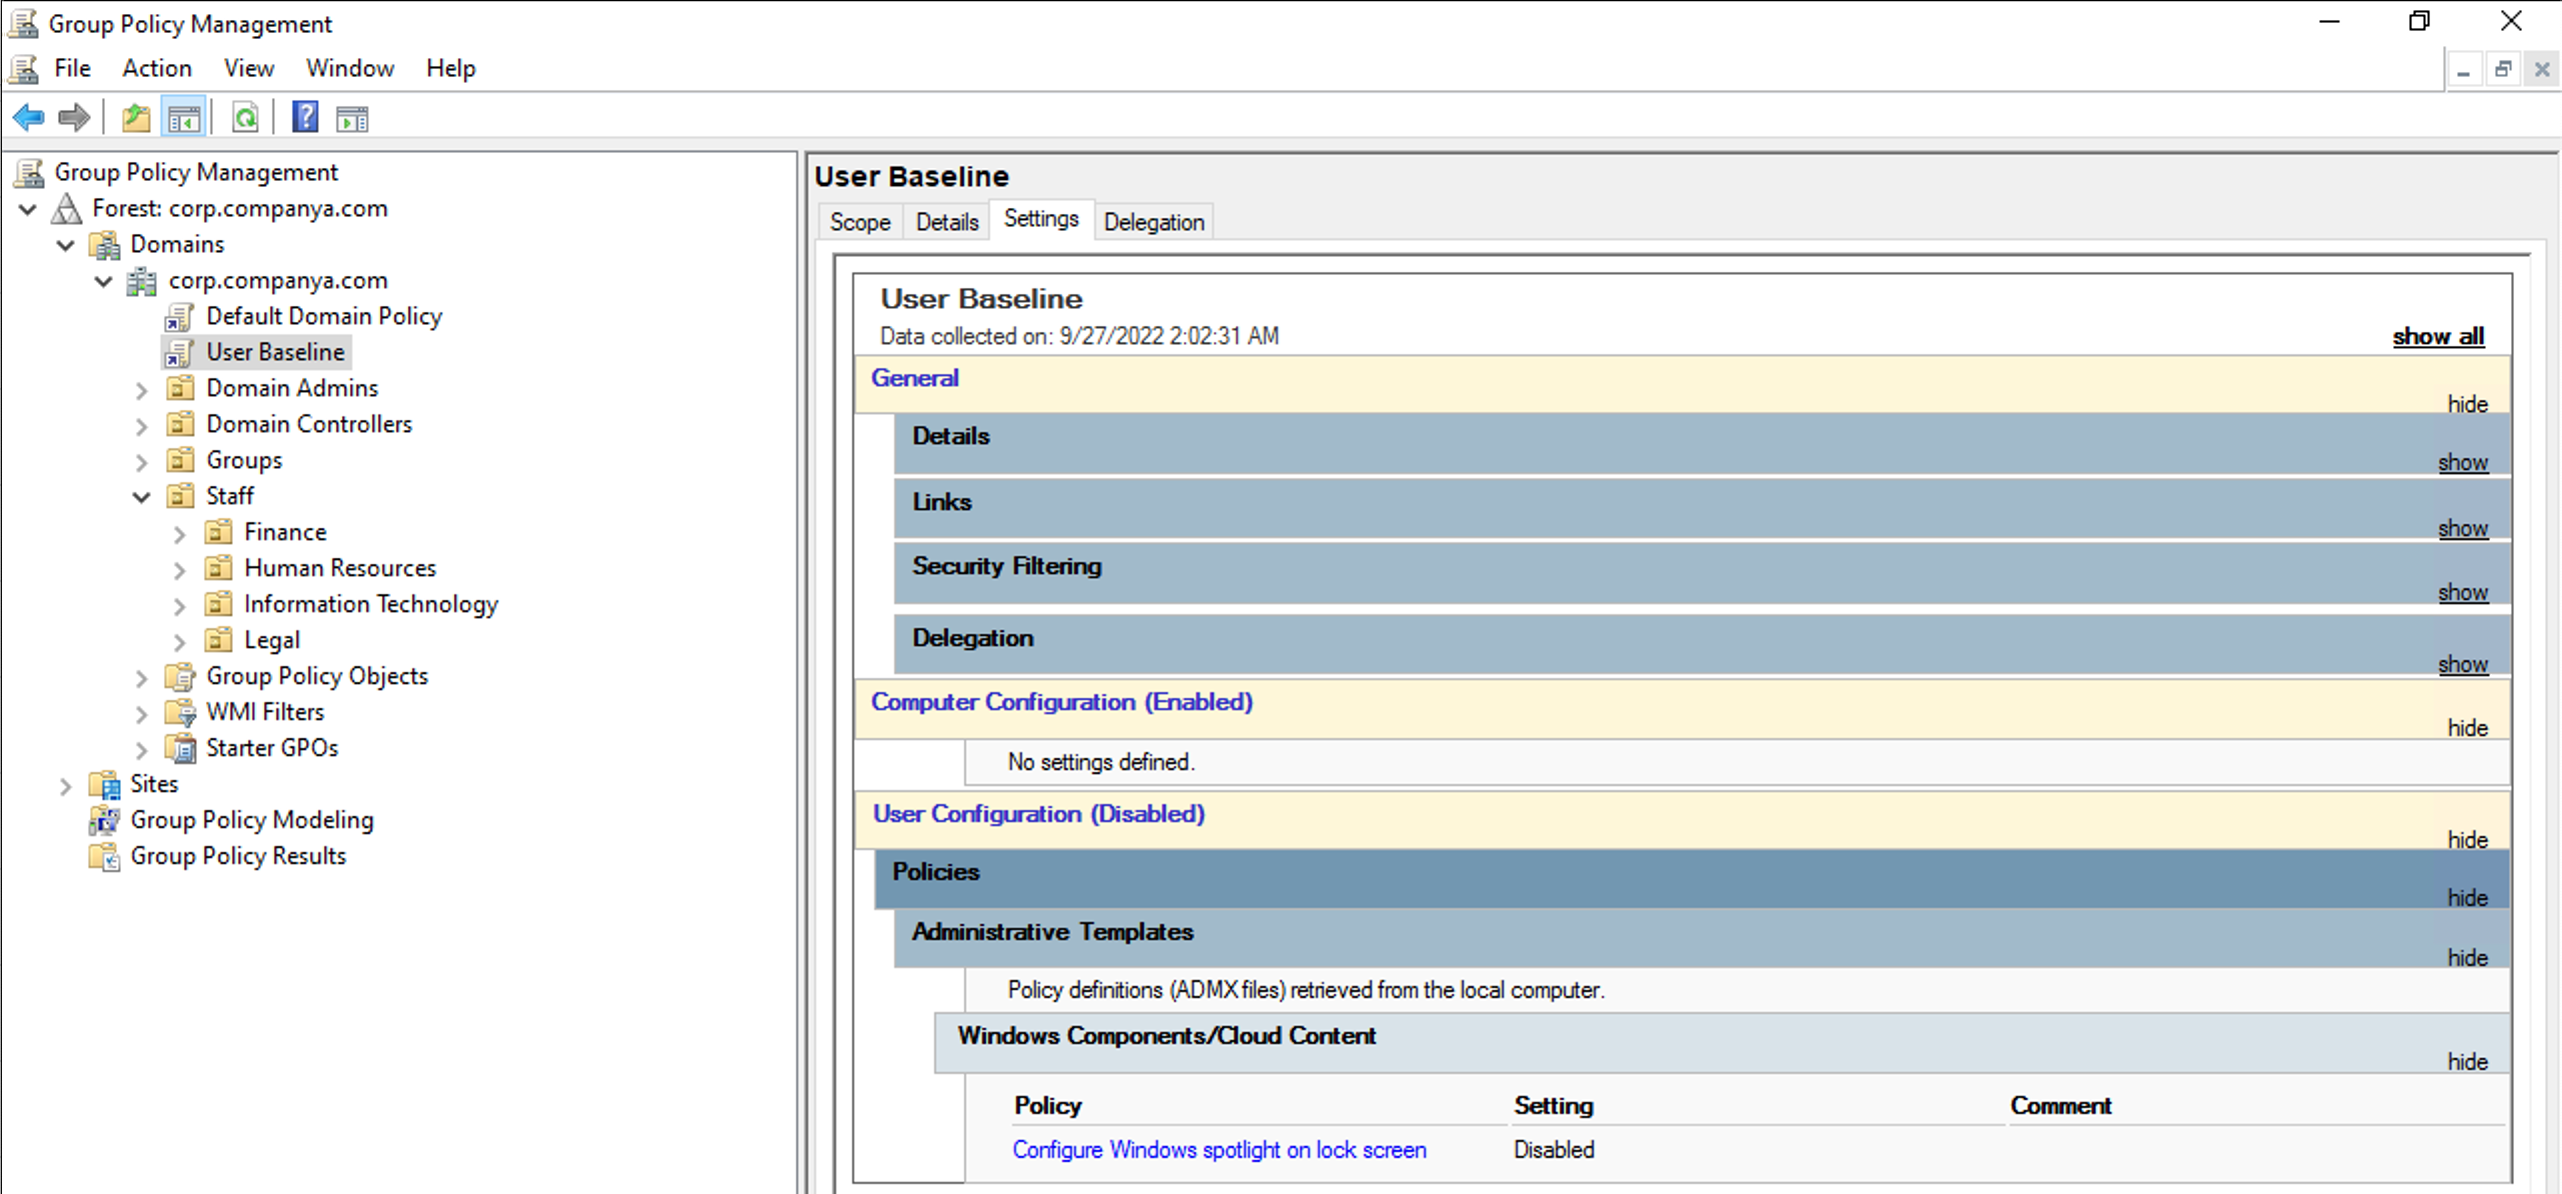 Group Policy Management
File Action View Window Help
Group Policy Management
Forest: corp.companya.com
Domains
corp.companya.com
Default Domain Policy
User Baseline
Domain Admins
Domain Controllers
Groups
Staff
Finance
Human Resources
Information Technology
Legal
Group Policy Objects
WMI Filters
Starter GPOs
Sites
Group Policy Modeling
Group Policy Results
User Baseline
Scope Details Settings Delegation
User Baseline
Data collected on: 9/27/2022 2:02:31 AM show all
General hide
Details show
Links show
Security Filtering show
Delegation show
Computer Configuration (Enabled) hide
No settings defined.
User Configuration (Disabled) hide
Policies hide
Administrative Templates hide
Policy definitions (ADMX files) retrieved from the local computer.
Windows Components/Cloud Content hide
Policy Setting Comment
Configure Windows spotlight on lock screen Disabled